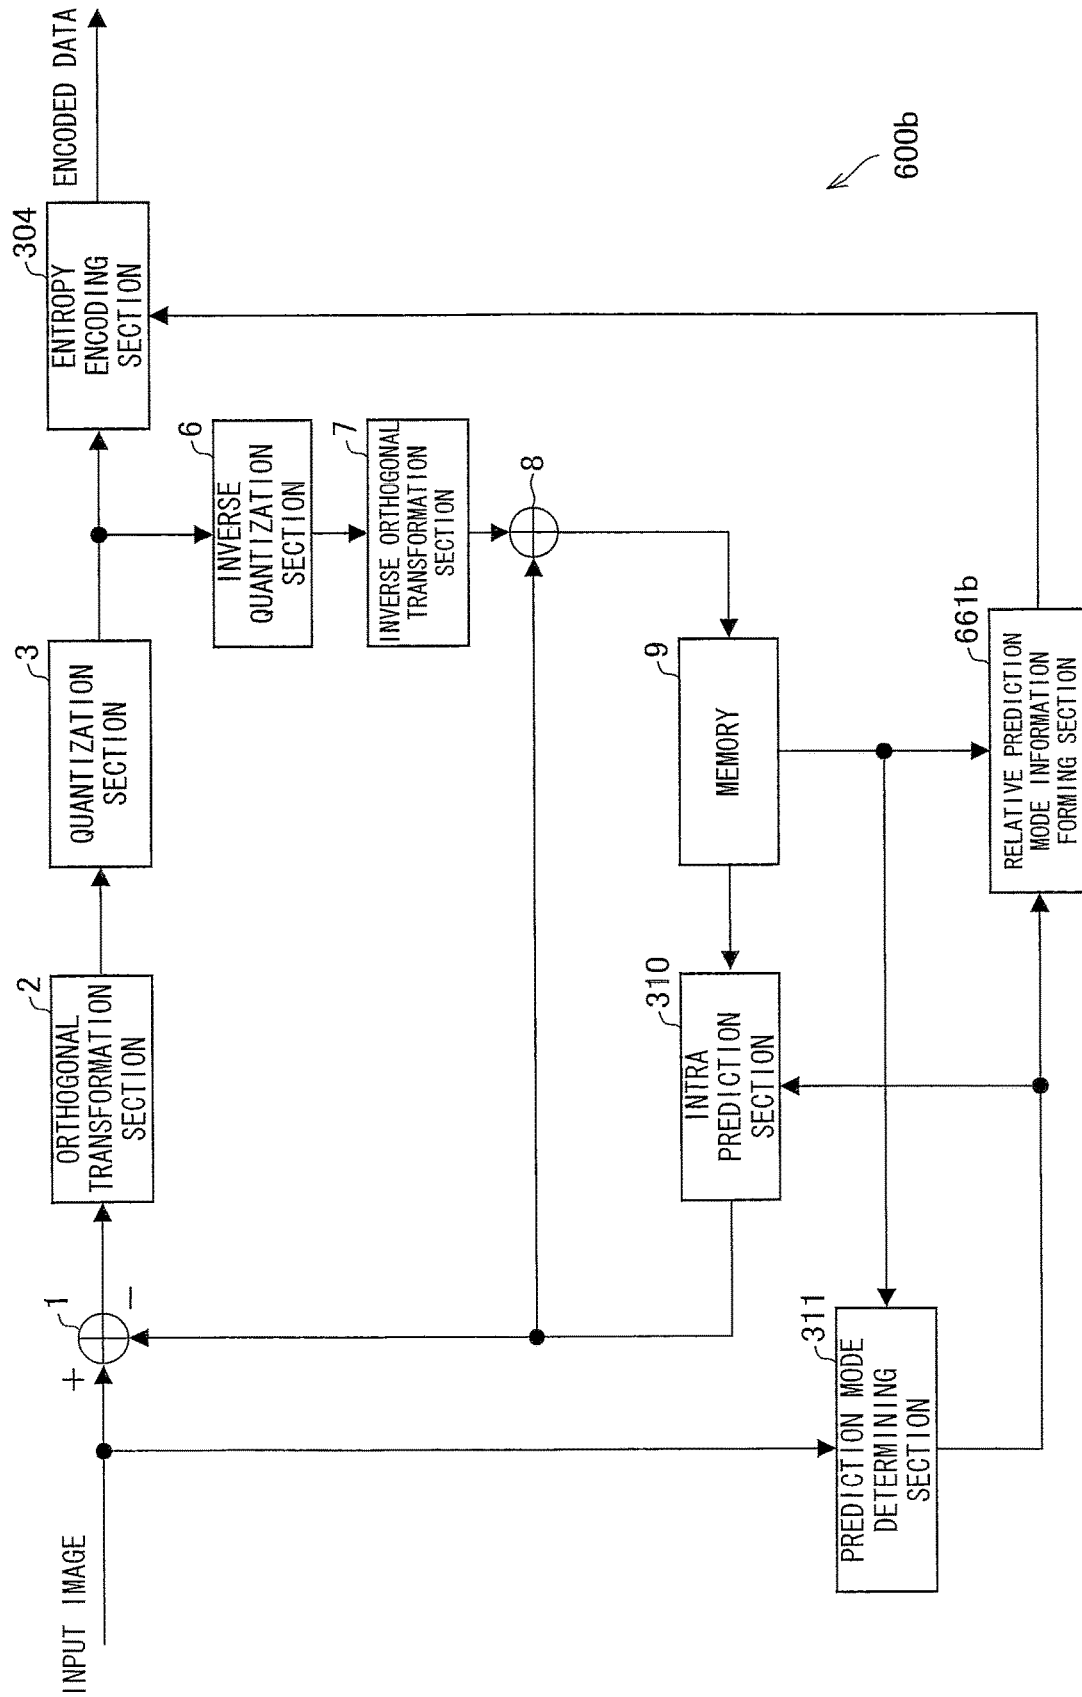 INPUT IMAGE
+
1
−
2
ORTHOGONAL
TRANSFORMATION
SECTION
3
QUANTIZATION
SECTION
304
ENTROPY
ENCODING
SECTION
ENCODED DATA
6
INVERSE
QUANTIZATION
SECTION
7
INVERSE ORTHOGONAL
TRANSFORMATION
SECTION
8
9
MEMORY
310
INTRA
PREDICTION
SECTION
311
PREDICTION MODE
DETERMINING
SECTION
661b
RELATIVE PREDICTION
MODE INFORMATION
FORMING SECTION
600b